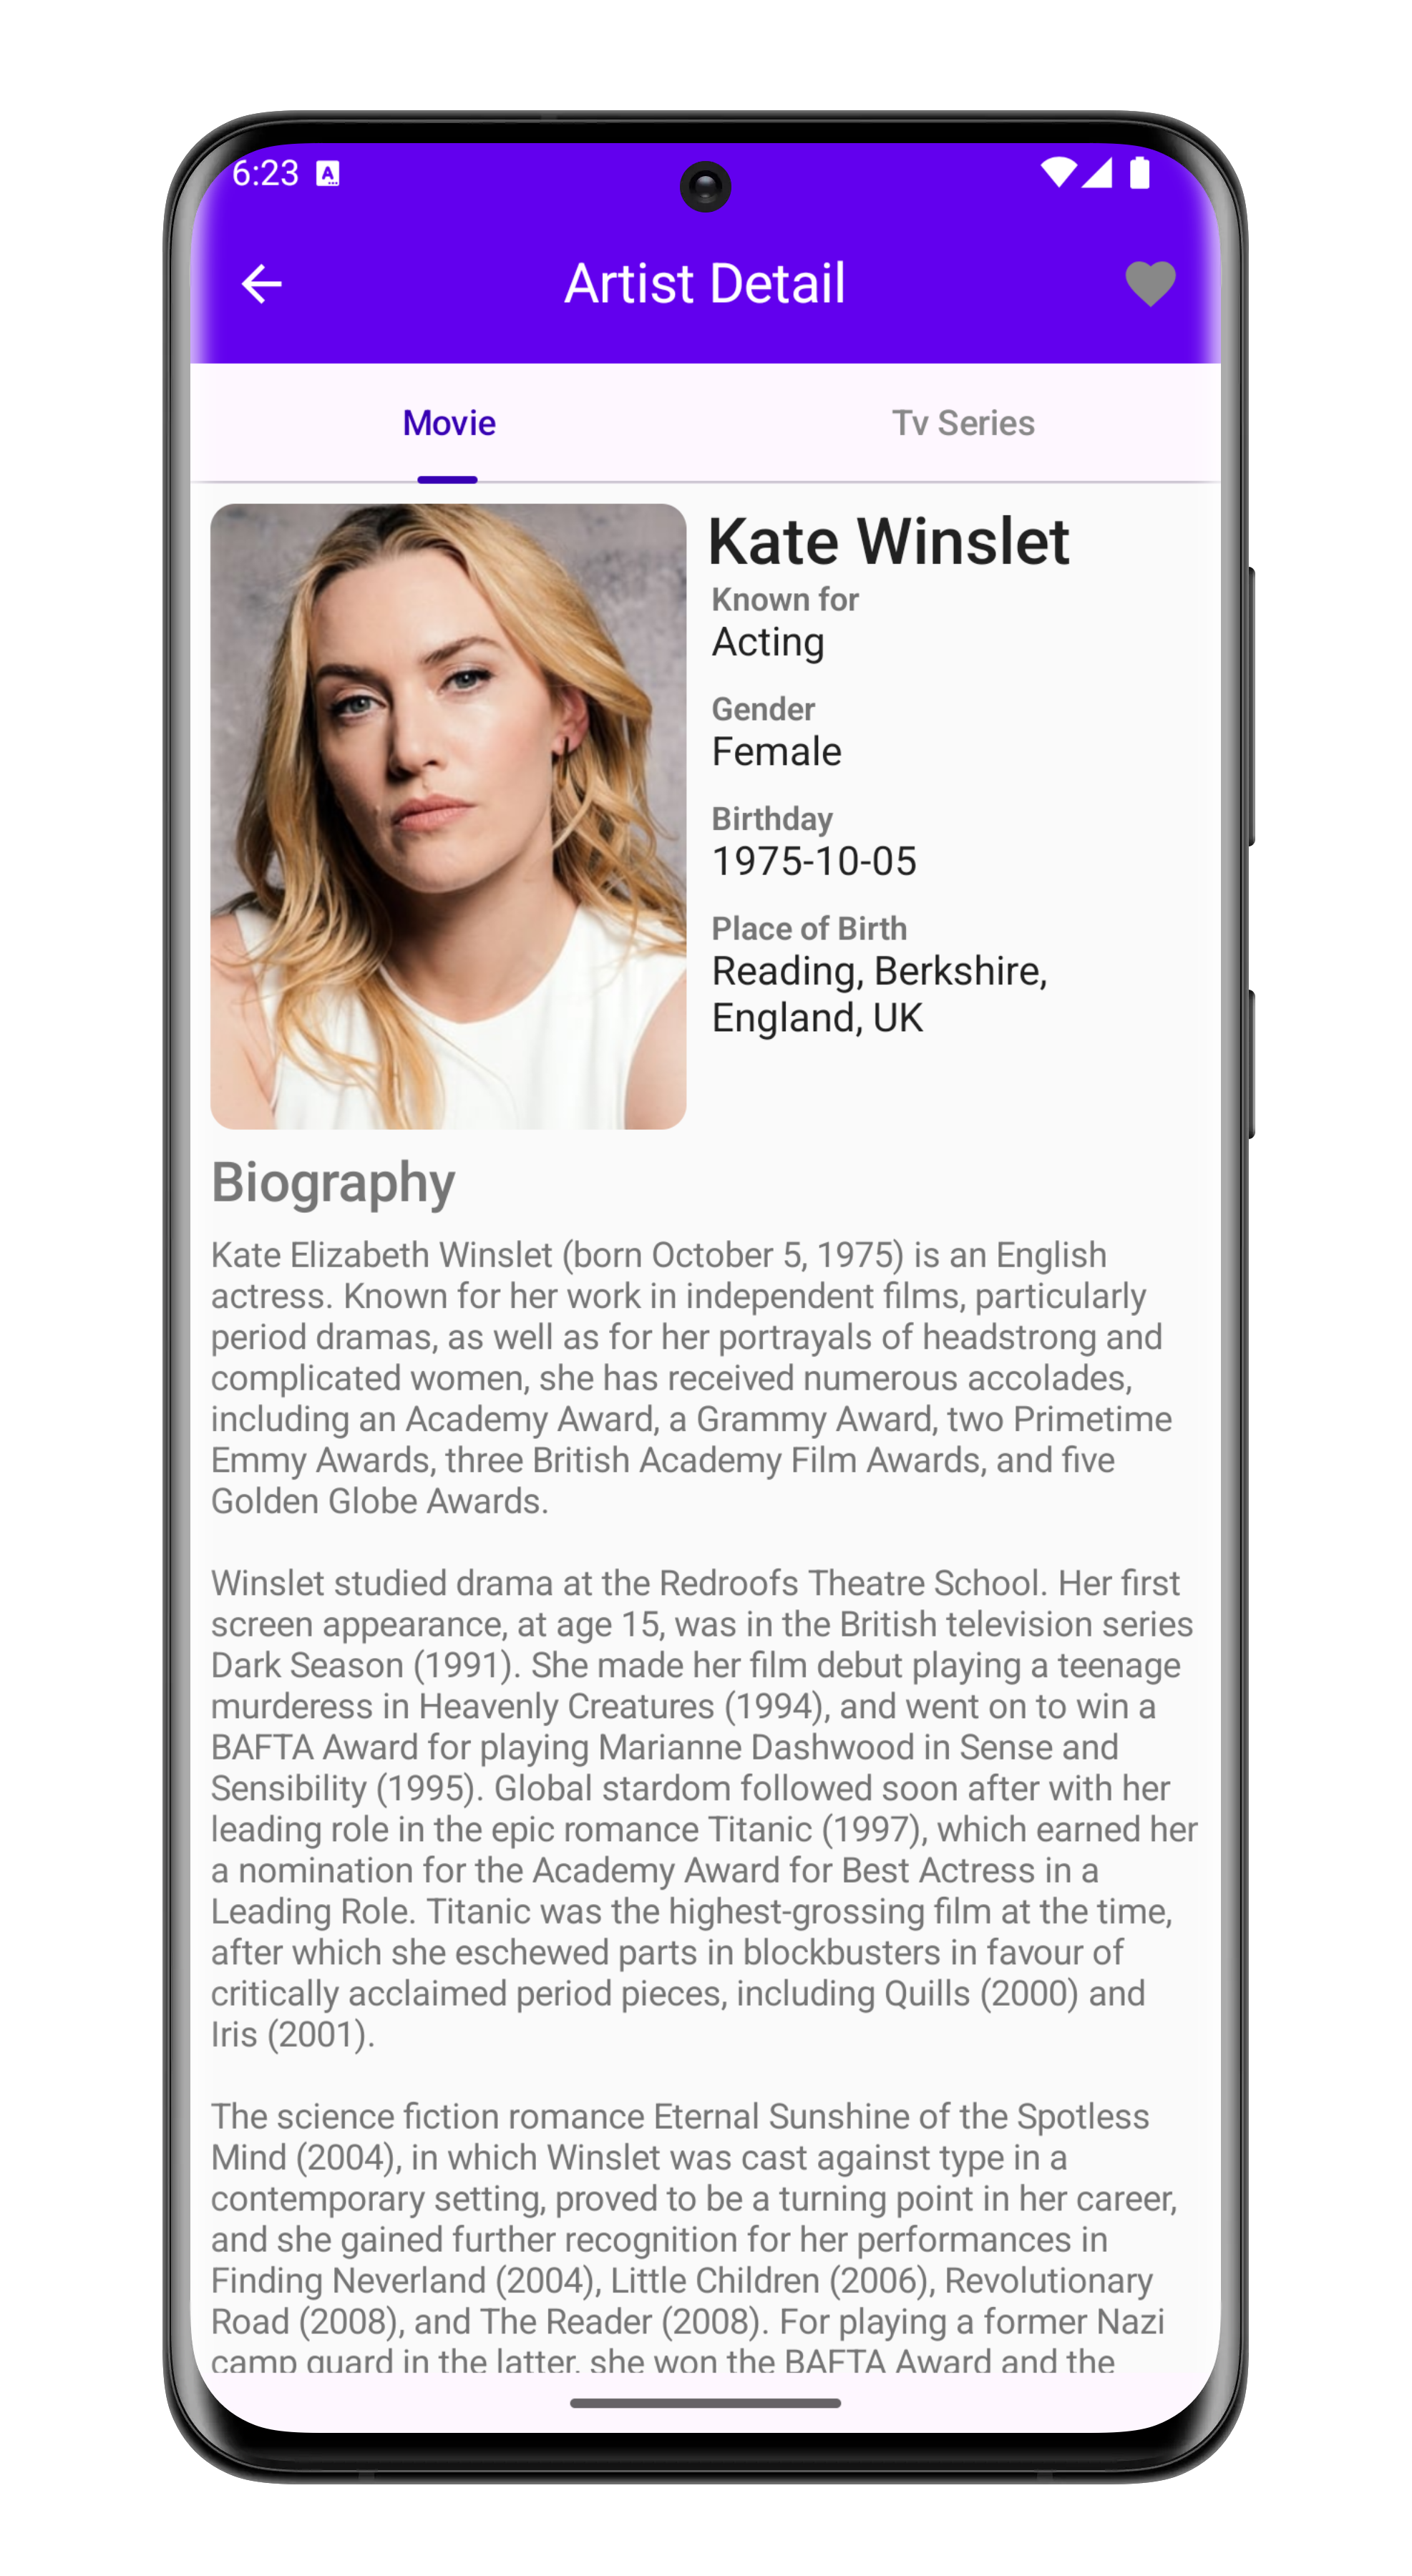 6:23
Artist Detail
Movie
Tv Series
Kate Winslet
Known for
Acting
Gender
Female
Birthday
1975-10-05
Place of Birth
Reading, Berkshire,
England, UK
Biography
Kate Elizabeth Winslet (born October 5, 1975) is an English
actress. Known for her work in independent films, particularly
period dramas, as well as for her portrayals of headstrong and
complicated women, she has received numerous accolades,
including an Academy Award, a Grammy Award, two Primetime
Emmy Awards, three British Academy Film Awards, and five
Golden Globe Awards.
Winslet studied drama at the Redroofs Theatre School. Her first
screen appearance, at age 15, was in the British television series
Dark Season (1991). She made her film debut playing a teenage
murderess in Heavenly Creatures (1994), and went on to win a
BAFTA Award for playing Marianne Dashwood in Sense and
Sensibility (1995). Global stardom followed soon after with her
leading role in the epic romance Titanic (1997), which earned her
a nomination for the Academy Award for Best Actress in a
Leading Role. Titanic was the highest-grossing film at the time,
after which she eschewed parts in blockbusters in favour of
critically acclaimed period pieces, including Quills (2000) and
Iris (2001).
The science fiction romance Eternal Sunshine of the Spotless
Mind (2004), in which Winslet was cast against type in a
contemporary setting, proved to be a turning point in her career,
and she gained further recognition for her performances in
Finding Neverland (2004), Little Children (2006), Revolutionary
Road (2008), and The Reader (2008). For playing a former Nazi
camp guard in the latter, she won the BAFTA Award and the